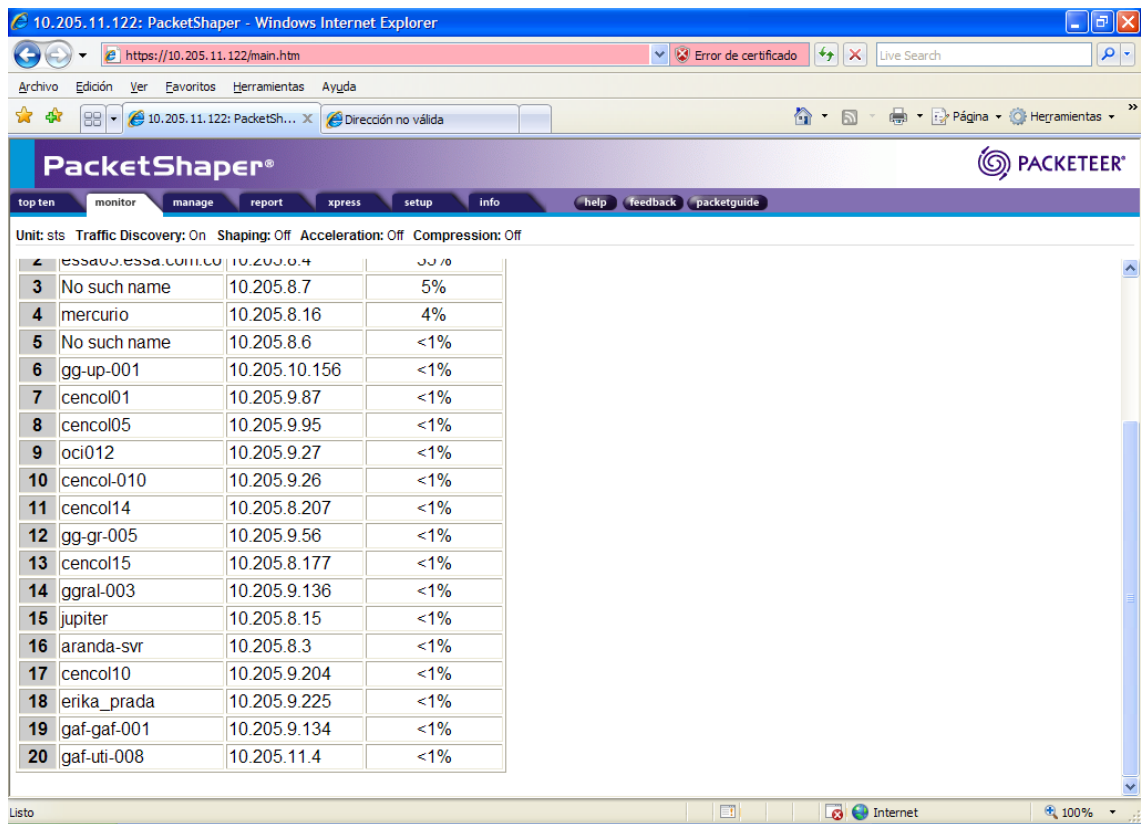 10.205.11.122: PacketShaper - Windows Internet Explorer
https://10.205.11.122/main.htm Error de certificado Live Search
Archivo Edición Ver Favoritos Herramientas Ayuda
10.205.11.122: PacketSh... Dirección no válida Página Herramientas »
PacketShaper® PACKETEER®
top ten monitor manage report xpress setup info help feedback packetguide
Unit: sts Traffic Discovery: On Shaping: Off Acceleration: Off Compression: Off
2 essa03.essa.com.co 10.205.8.4 35%
3 No such name 10.205.8.7 5%
4 mercurio 10.205.8.16 4%
5 No such name 10.205.8.6 <1%
6 gg-up-001 10.205.10.156 <1%
7 cencol01 10.205.9.87 <1%
8 cencol05 10.205.9.95 <1%
9 oci012 10.205.9.27 <1%
10 cencol-010 10.205.9.26 <1%
11 cencol14 10.205.8.207 <1%
12 gg-gr-005 10.205.9.56 <1%
13 cencol15 10.205.8.177 <1%
14 ggral-003 10.205.9.136 <1%
15 jupiter 10.205.8.15 <1%
16 aranda-svr 10.205.8.3 <1%
17 cencol10 10.205.9.204 <1%
18 erika_prada 10.205.9.225 <1%
19 gaf-gaf-001 10.205.9.134 <1%
20 gaf-uti-008 10.205.11.4 <1%
Listo Internet 100%